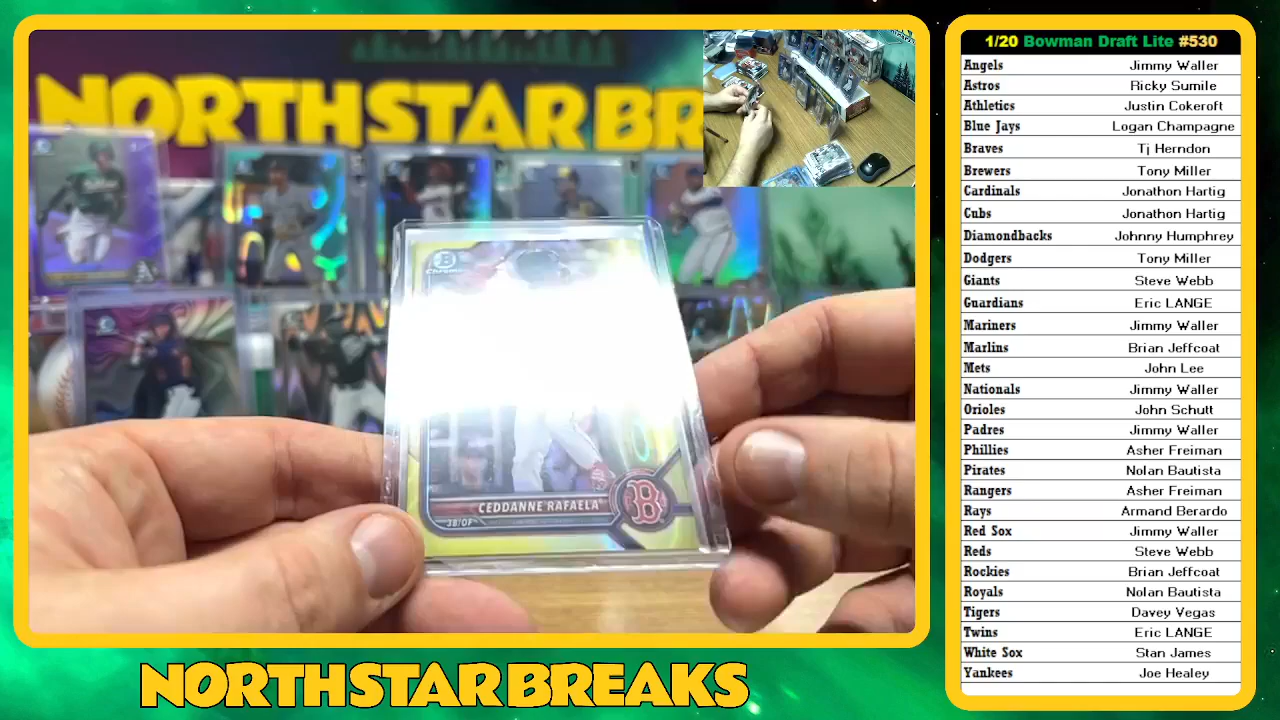 NORTHSTAR BR
Chrome
CEDDANNE RAFAELA
3B/OF
B
NORTHSTAR BREAKS
1/20 Bowman Draft Lite #530
Angels Jimmy Waller
Astros Ricky Sumile
Athletics Justin Cokeroft
Blue Jays Logan Champagne
Braves Tj Herndon
Brewers Tony Miller
Cardinals Jonathon Hartig
Cubs Jonathon Hartig
Diamondbacks Johnny Humphrey
Dodgers Tony Miller
Giants Steve Webb
Guardians Eric LANGE
Mariners Jimmy Waller
Marlins Brian Jeffcoat
Mets John Lee
Nationals Jimmy Waller
Orioles John Schutt
Padres Jimmy Waller
Phillies Asher Freiman
Pirates Nolan Bautista
Rangers Asher Freiman
Rays Armand Berardo
Red Sox Jimmy Waller
Reds Steve Webb
Rockies Brian Jeffcoat
Royals Nolan Bautista
Tigers Davey Vegas
Twins Eric LANGE
White Sox Stan James
Yankees Joe Healey